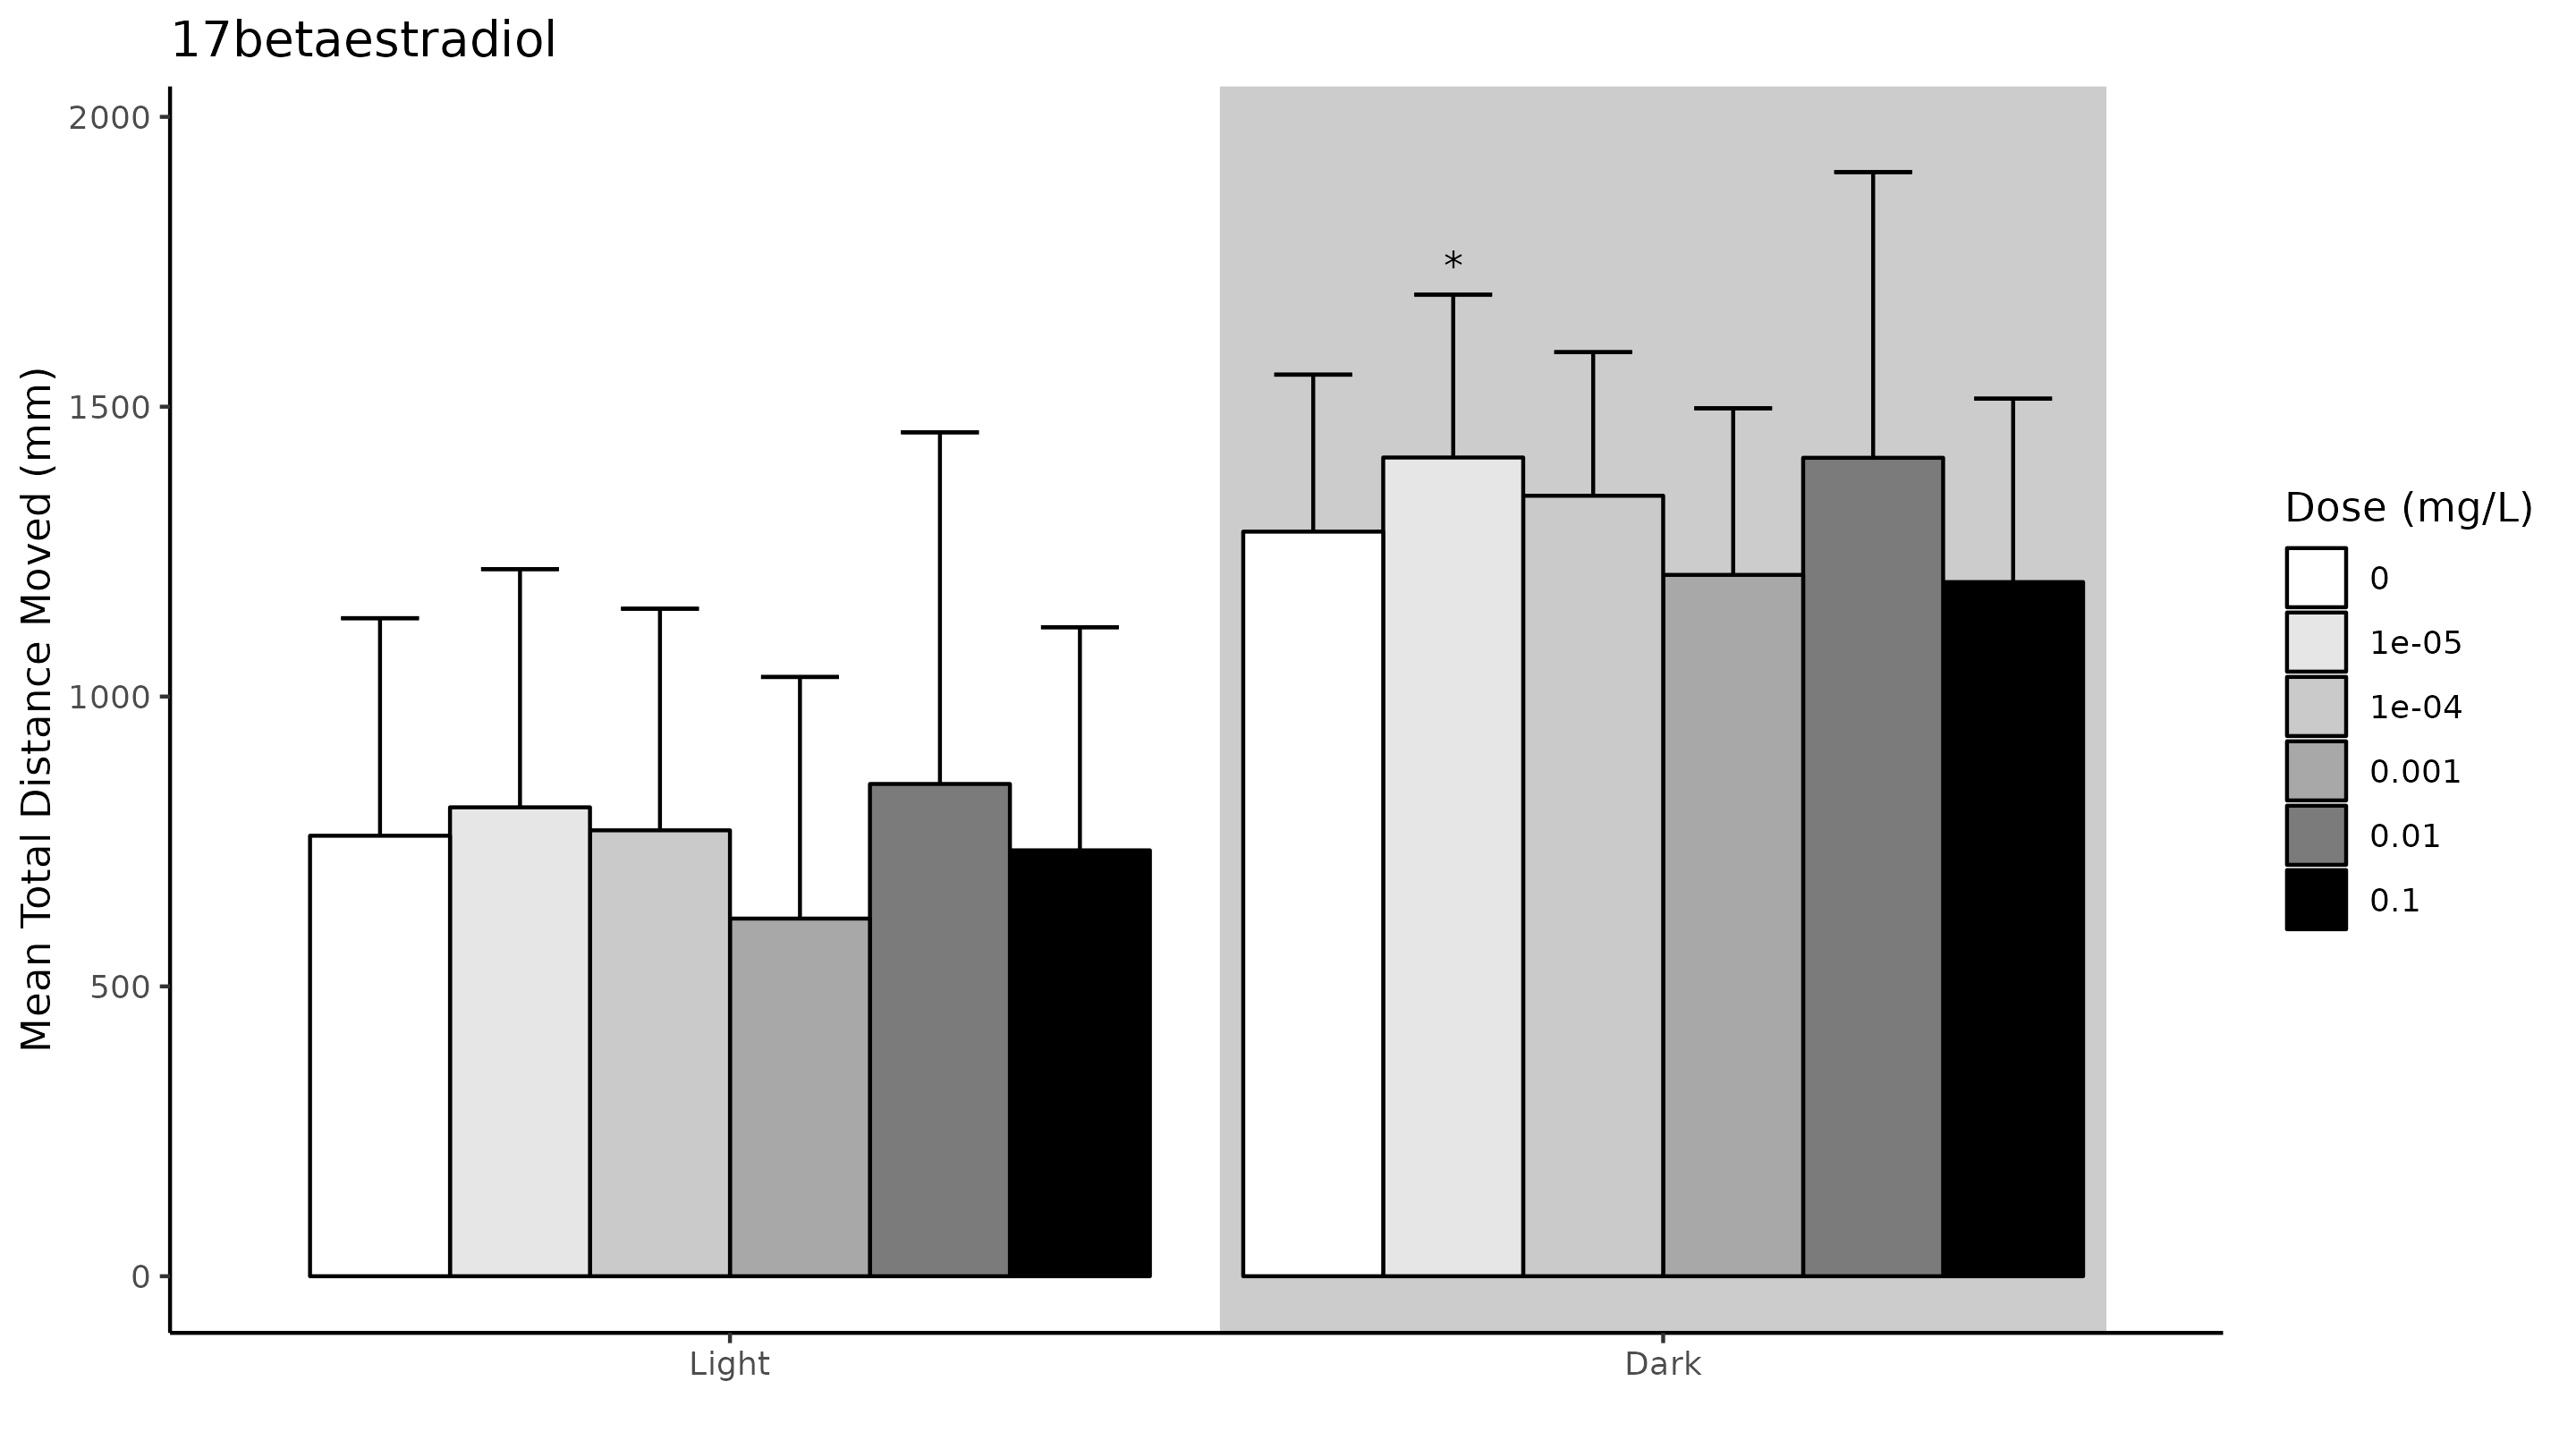 17betaestradiol
Mean Total Distance Moved (mm)
2000
1500
1000
500
0
*
Light
Dark
Dose (mg/L)
0
1e-05
1e-04
0.001
0.01
0.1